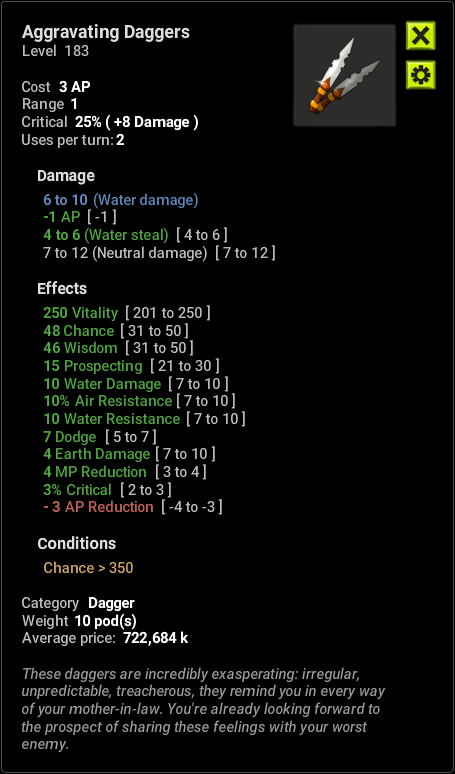 Aggravating Daggers
Level 183
Cost 3 AP
Range 1
Critical 25% ( +8 Damage )
Uses per turn: 2
Damage
6 to 10 (Water damage)
-1 AP [ -1 ]
4 to 6 (Water steal) [ 4 to 6 ]
7 to 12 (Neutral damage) [ 7 to 12 ]
Effects
250 Vitality [ 201 to 250 ]
48 Chance [ 31 to 50 ]
46 Wisdom [ 31 to 50 ]
15 Prospecting [ 21 to 30 ]
10 Water Damage [ 7 to 10 ]
10% Air Resistance [ 7 to 10 ]
10 Water Resistance [ 7 to 10 ]
7 Dodge [ 5 to 7 ]
4 Earth Damage [ 7 to 10 ]
4 MP Reduction [ 3 to 4 ]
3% Critical [ 2 to 3 ]
- 3 AP Reduction [ -4 to -3 ]
Conditions
Chance > 350
Category Dagger
Weight 10 pod(s)
Average price: 722,684 k
These daggers are incredibly exasperating: irregular,
unpredictable, treacherous, they remind you in every way
of your mother-in-law. You're already looking forward to
the prospect of sharing these feelings with your worst
enemy.